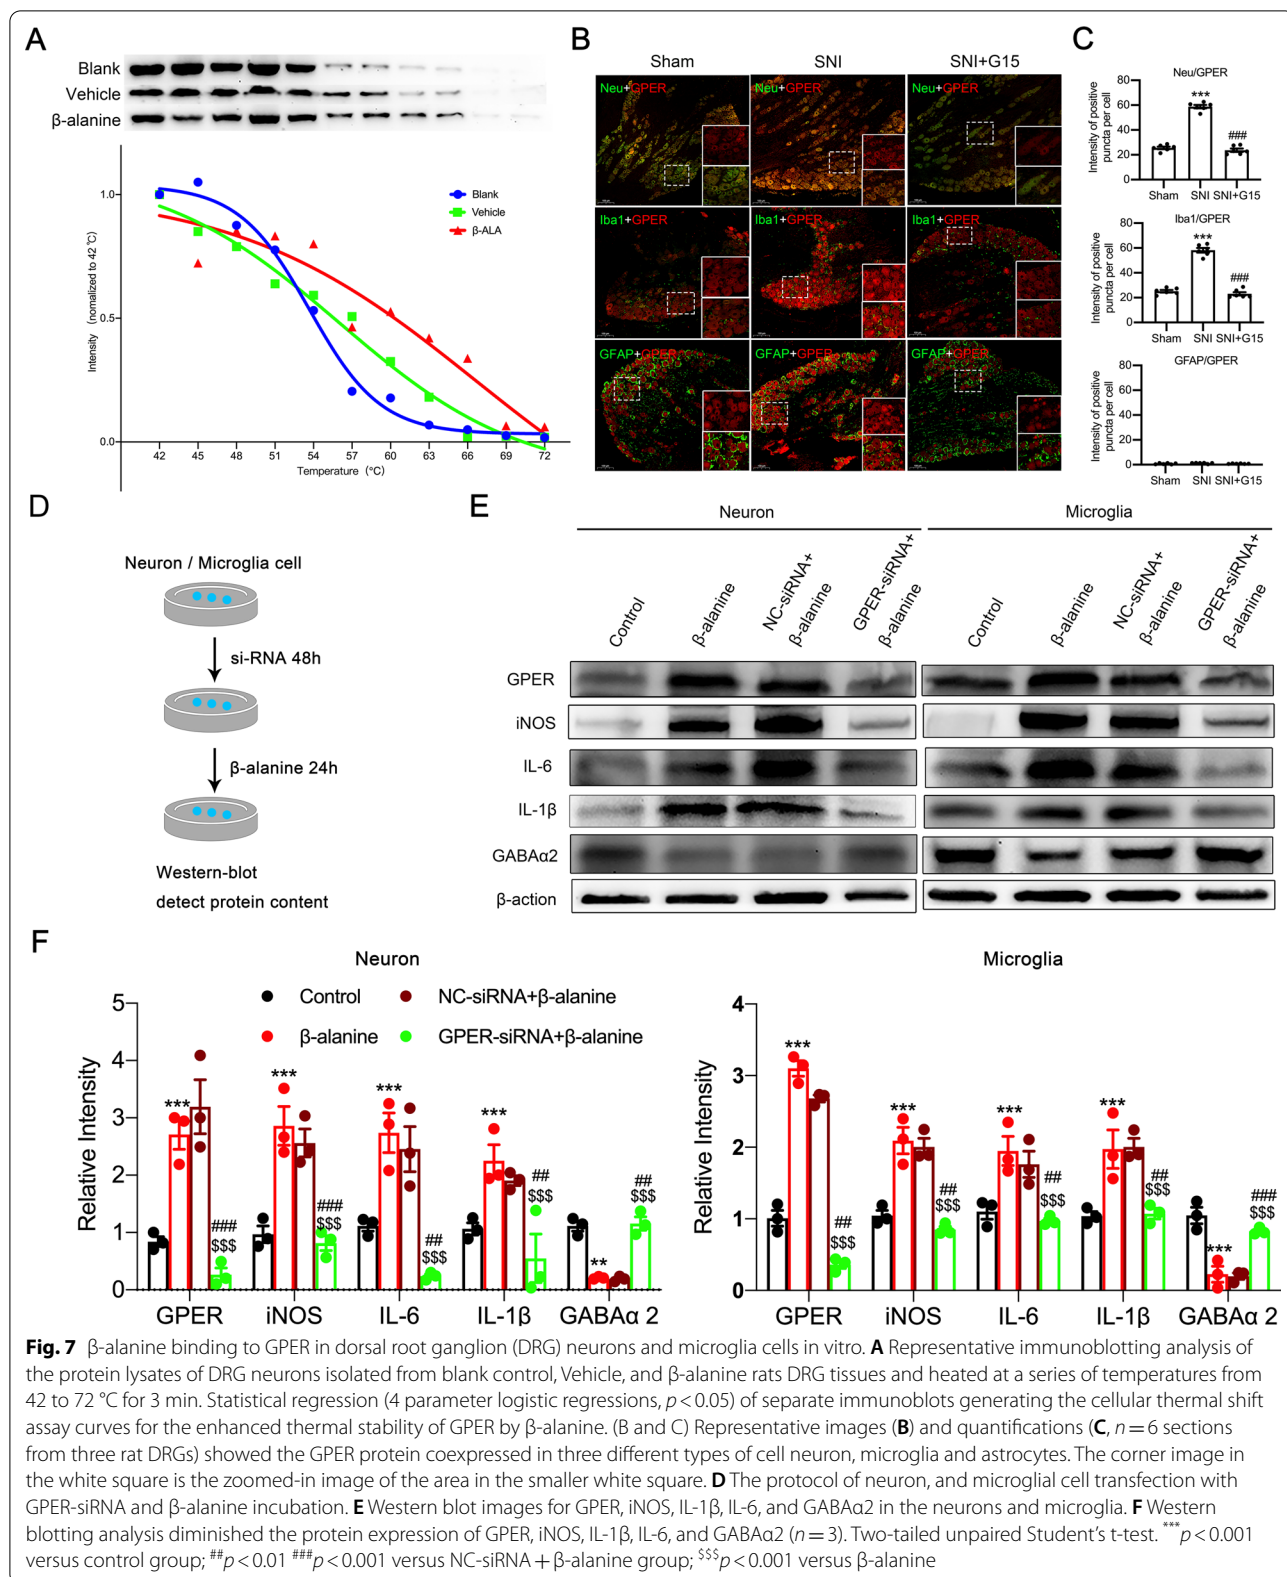 A
Blank
Vehicle
β-alanine
Intensity (nomalized to 42 ℃)
1.0
0.5
0.0
Blank
Vehicle
β-ALA
42 45 48 51 54 57 60 63 66 69 72
Temperature (°C)
B
Sham SNI SNI+G15
Neu+GPER Neu+GPER Neu+GPER
Iba1+GPER Iba1+GPER Iba1+GPER
GFAP+GPER GFAP+GPER GFAP+GPER
C
Neu/GPER
Intensity of positive
puncta per cell
80
60
40
20
0
***
###
Sham SNI SNI+G15
Iba1/GPER
Intensity of positive
puncta per cell
80
60
40
20
0
***
###
Sham SNI SNI+G15
GFAP/GPER
Intensity of positive
puncta per cell
80
60
40
20
0
Sham SNI SNI+G15
D
Neuron / Microglia cell
si-RNA 48h
β-alanine 24h
Western-blot
detect protein content
E
Neuron Microglia
Control
β-alanine
NC-siRNA+
β-alanine
GPER-siRNA+
β-alanine
Control
β-alanine
NC-siRNA+
β-alanine
GPER-siRNA+
β-alanine
GPER
iNOS
IL-6
IL-1β
GABAα2
β-action
F
Neuron
Control
NC-siRNA+β-alanine
β-alanine
GPER-siRNA+β-alanine
Relative Intensity
5
4
3
2
1
0
*** ### $$$
*** ### $$$
*** ## $$$
*** ## $$$
** ## $$$
GPER iNOS IL-6 IL-1β GABAα 2
Microglia
Relative Intensity
4
3
2
1
0
*** ## $$$
*** ## $$$
*** ## $$$
*** ## $$$
*** ### $$$
GPER iNOS IL-6 IL-1β GABAα 2
Fig. 7 β-alanine binding to GPER in dorsal root ganglion (DRG) neurons and microglia cells in vitro. A Representative immunoblotting analysis of
the protein lysates of DRG neurons isolated from blank control, Vehicle, and β-alanine rats DRG tissues and heated at a series of temperatures from
42 to 72 °C for 3 min. Statistical regression (4 parameter logistic regressions, p < 0.05) of separate immunoblots generating the cellular thermal shift
assay curves for the enhanced thermal stability of GPER by β-alanine. (B and C) Representative images (B) and quantifications (C, n = 6 sections
from three rat DRGs) showed the GPER protein coexpressed in three different types of cell neuron, microglia and astrocytes. The corner image in
the white square is the zoomed-in image of the area in the smaller white square. D The protocol of neuron, and microglial cell transfection with
GPER-siRNA and β-alanine incubation. E Western blot images for GPER, iNOS, IL-1β, IL-6, and GABAα2 in the neurons and microglia. F Western
blotting analysis diminished the protein expression of GPER, iNOS, IL-1β, IL-6, and GABAα2 (n = 3). Two-tailed unpaired Student's t-test. ***p < 0.001
versus control group; ##p < 0.01 ###p < 0.001 versus NC-siRNA + β-alanine group; $$$p < 0.001 versus β-alanine